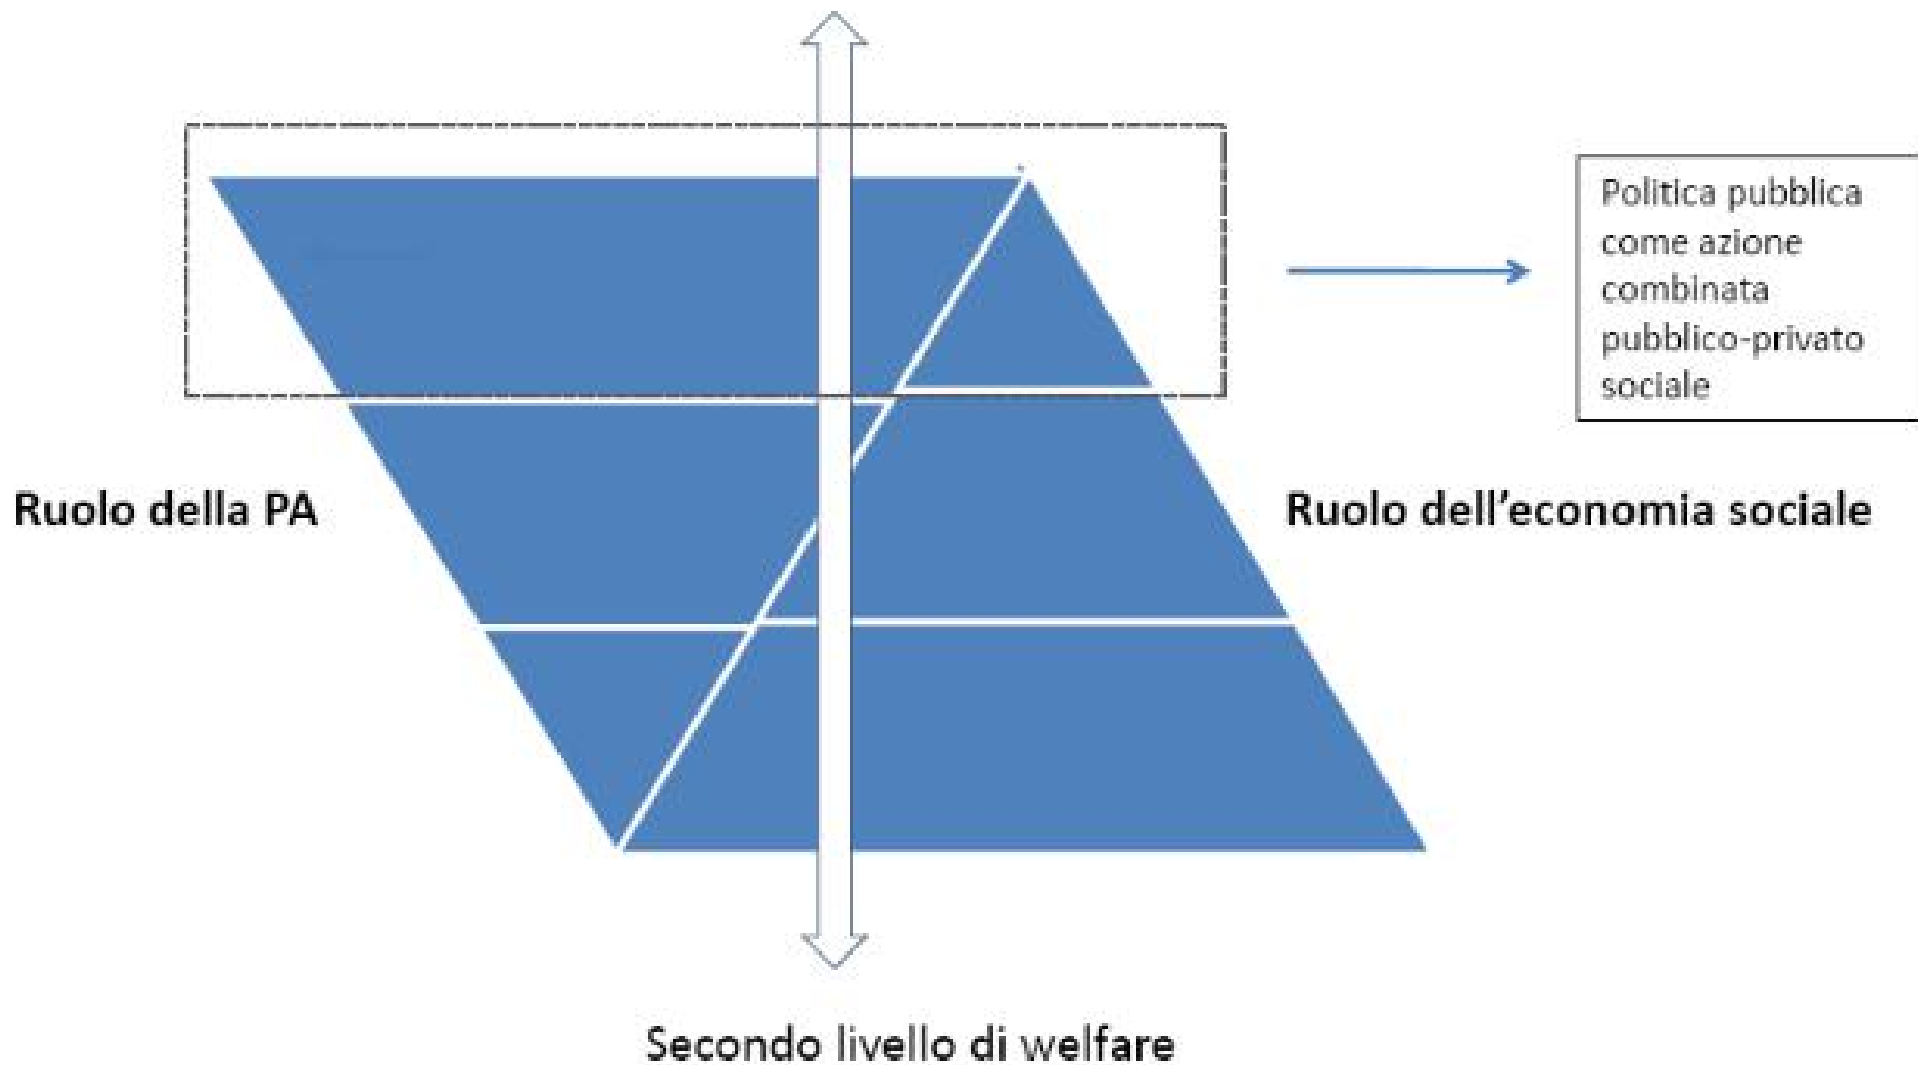 Politica pubblica
come azione
combinata
pubblico-privato
sociale
Ruolo della PA
Ruolo dell'economia sociale
Secondo livello di welfare